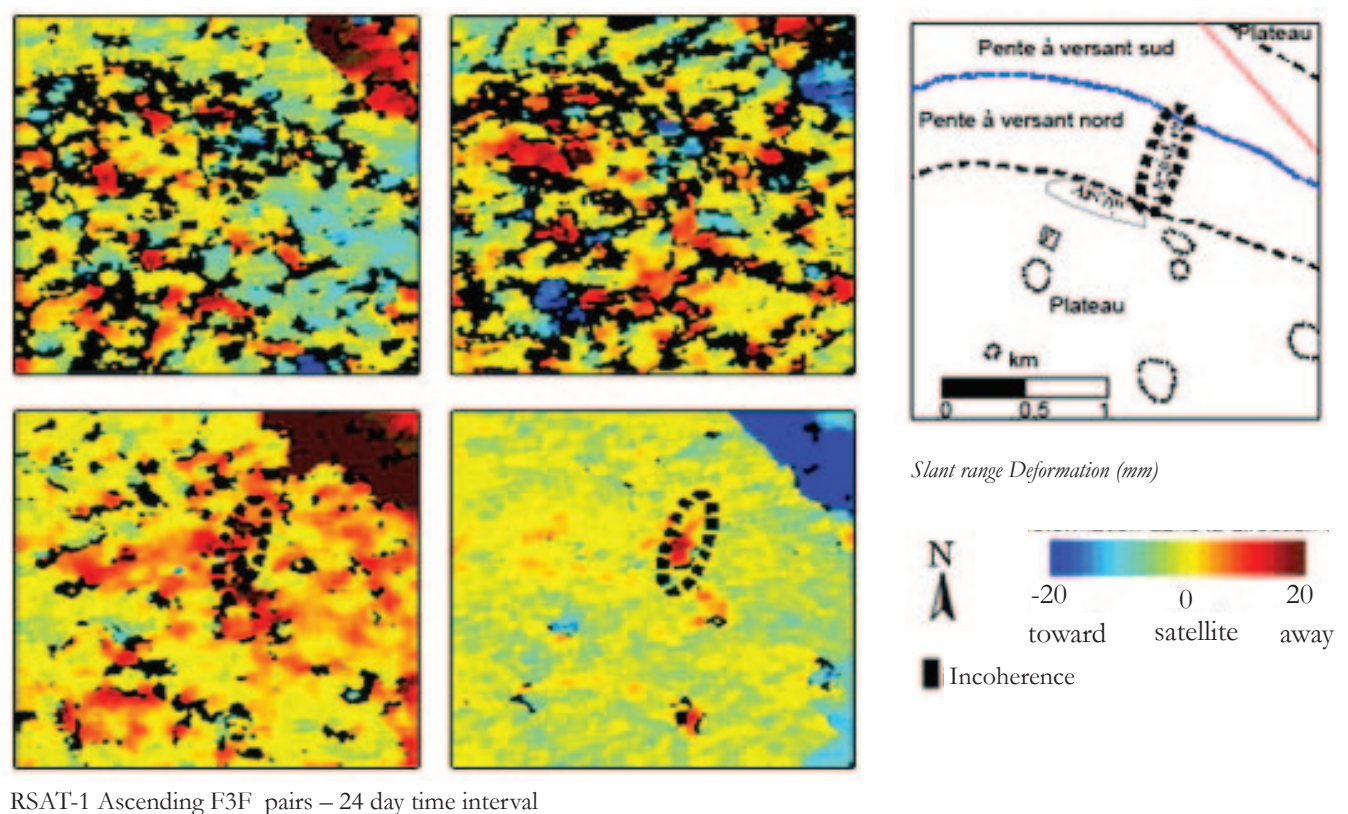 Plateau
Pente à versant sud
Pente à versant nord
Plateau
km
0 0,5 1
Slant range Deformation (mm)
N
-20 0 20
toward satellite away
Incoherence
RSAT-1 Ascending F3F pairs – 24 day time interval